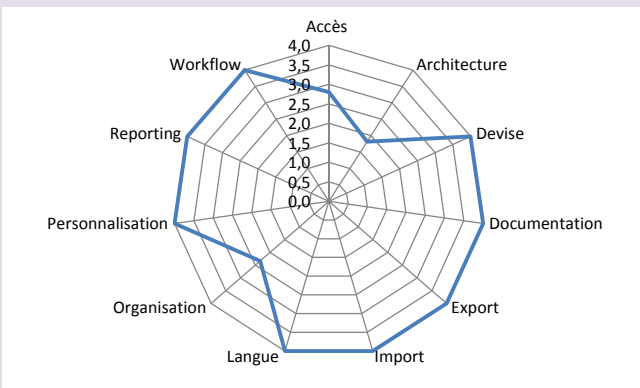 Accès
4,0
Workflow
Architecture
3,5
3,0
2,5
Reporting
Devise
2,0
1,5
1,0
0,5
0,0
Personnalisation
Documentation
Organisation
Export
Langue
Import